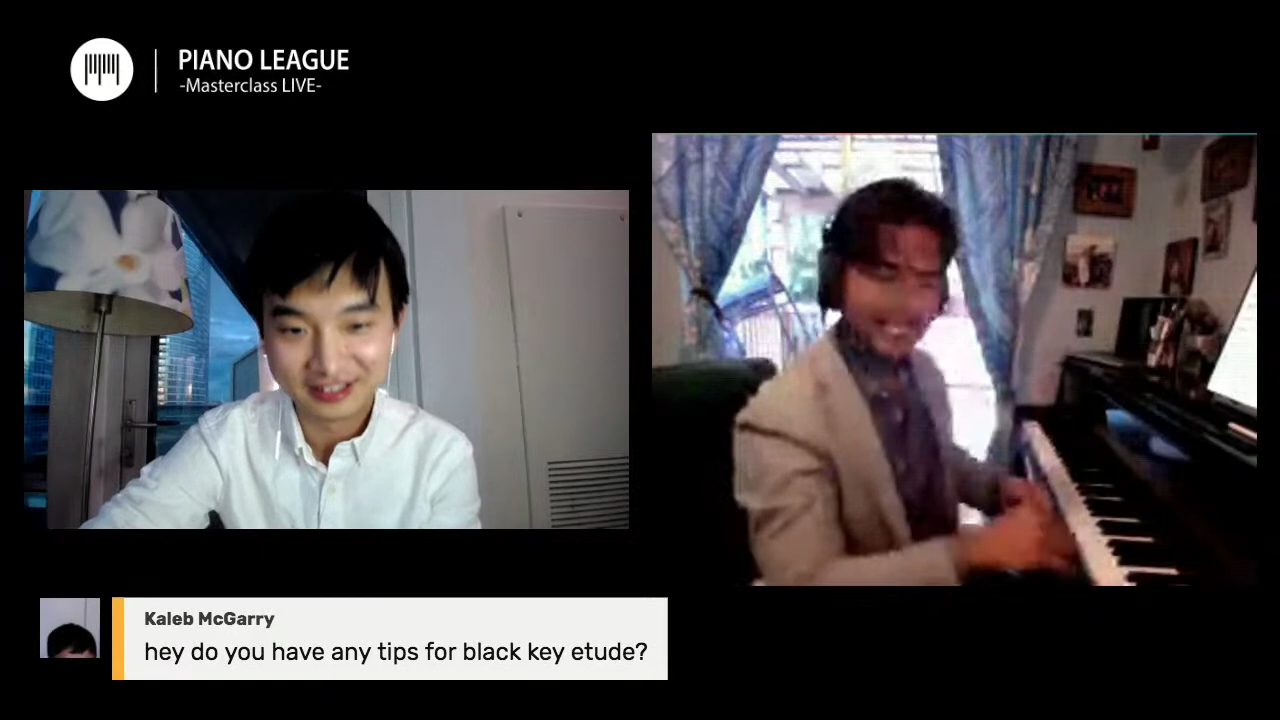 PIANO LEAGUE
-Masterclass LIVE-
Kaleb McGarry
hey do you have any tips for black key etude?